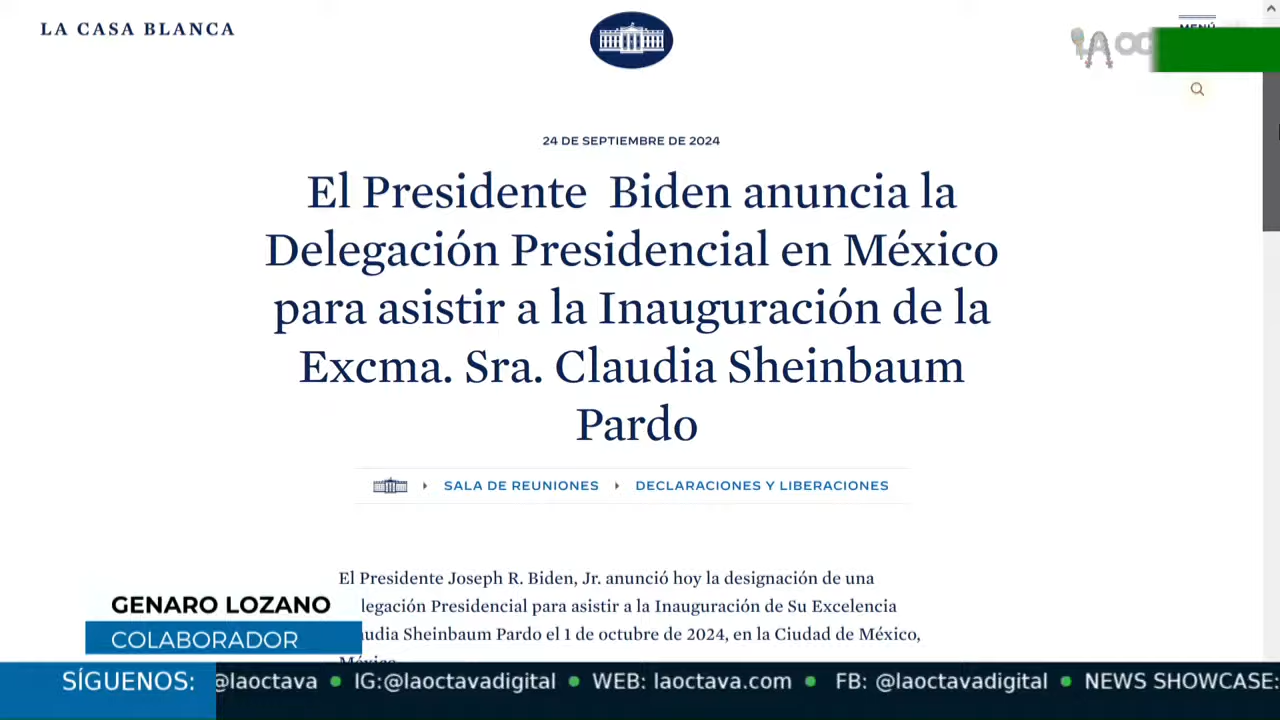 LA CASA BLANCA
MENÚ
LA OC
24 DE SEPTIEMBRE DE 2024
El Presidente Biden anuncia la
Delegación Presidencial en México
para asistir a la Inauguración de la
Excma. Sra. Claudia Sheinbaum
Pardo
SALA DE REUNIONES
DECLARACIONES Y LIBERACIONES
El Presidente Joseph R. Biden, Jr. anunció hoy la designación de una
legación Presidencial para asistir a la Inauguración de Su Excelencia
udia Sheinbaum Pardo el 1 de octubre de 2024, en la Ciudad de México,
México
GENARO LOZANO
COLABORADOR
SÍGUENOS: @laoctava • IG:@laoctavadigital • WEB: laoctava.com • FB: @laoctavadigital • NEWS SHOWCASE: